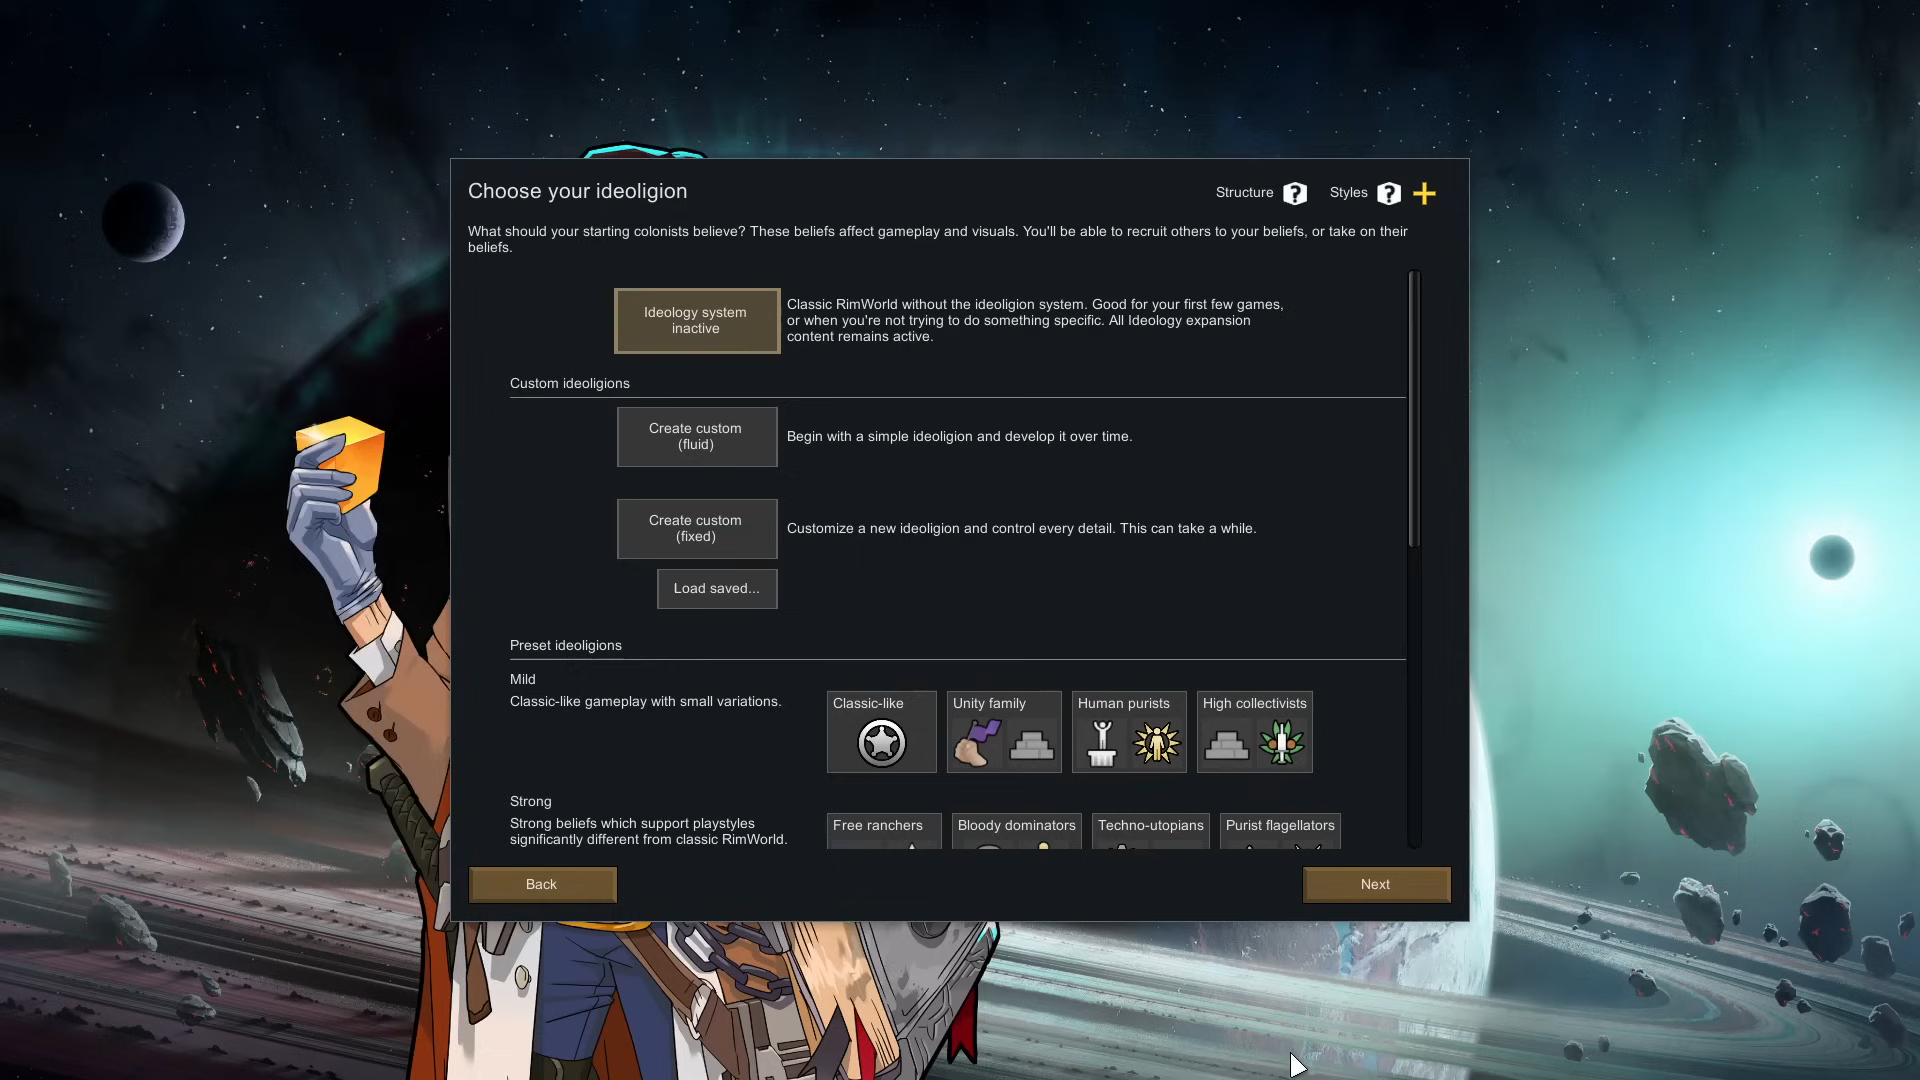 Choose your ideoligion
Structure
Styles
What should your starting colonists believe? These beliefs affect gameplay and visuals. You'll be able to recruit others to your beliefs, or take on their
beliefs.
Ideology system
inactive
Classic RimWorld without the ideoligion system. Good for your first few games,
or when you're not trying to do something specific. All Ideology expansion
content remains active.
Custom ideoligions
Create custom
(fluid)
Begin with a simple ideoligion and develop it over time.
Create custom
(fixed)
Customize a new ideoligion and control every detail. This can take a while.
Load saved...
Preset ideoligions
Mild
Classic-like gameplay with small variations.
Classic-like
Unity family
Human purists
High collectivists
Strong
Strong beliefs which support playstyles
significantly different from classic RimWorld.
Free ranchers
Bloody dominators
Techno-utopians
Purist flagellators
Back
Next